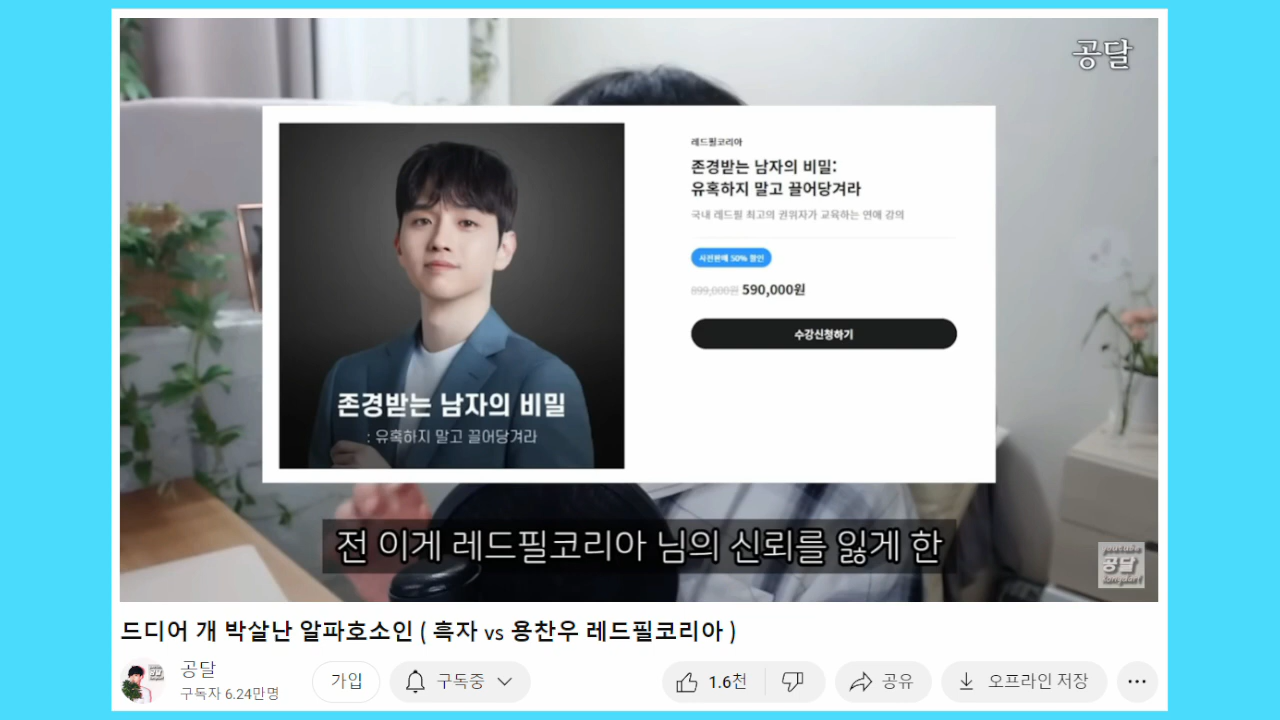 공달
레드필코리아
존경받는 남자의 비밀:
유혹하지 말고 끌어당겨라
국내 레드필 최고의 권위자가 교육하는 연애 강의
사전판매 50% 할인
899,000원 590,000원
수강신청하기
존경받는 남자의 비밀
: 유혹하지 말고 끌어당겨라
전 이게 레드필코리아 님의 신뢰를 잃게 한
youtube
공달
드디어 개 박살난 알파호소인 ( 흑자 vs 용찬우 레드필코리아 )
공달
구독자 6.24만명
가입
구독중
1.6천
공유
오프라인 저장